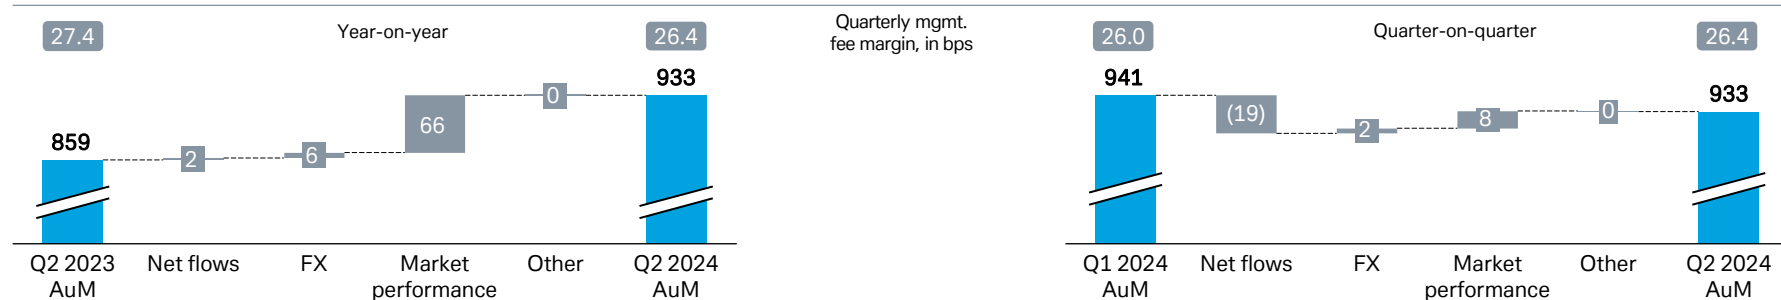 27.4
Year-on-year
26.4
933
859
2
6
66
0
Q2 2023
AuM
Net flows
FX
Market
performance
Other
Q2 2024
AuM
Quarterly mgmt.
fee margin, in bps
26.0
Quarter-on-quarter
26.4
941
933
(19)
2
8
0
Q1 2024
AuM
Net flows
FX
Market
performance
Other
Q2 2024
AuM